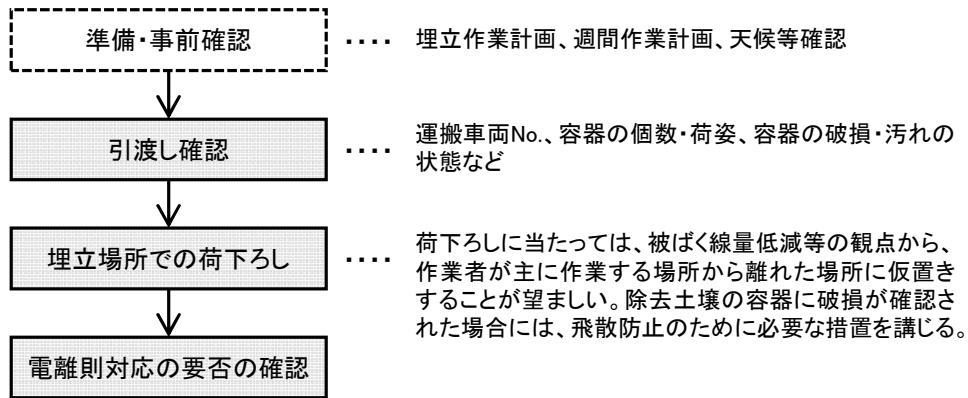 準備・事前確認
‥‥ 埋立作業計画、週間作業計画、天候等確認
引渡し確認
‥‥ 運搬車両No.、容器の個数・荷姿、容器の破損・汚れの
状態など
埋立場所での荷下ろし
‥‥ 荷下ろしに当たっては、被ばく線量低減等の観点から、
作業者が主に作業する場所から離れた場所に仮置き
することが望ましい。除去土壌の容器に破損が確認さ
れた場合には、飛散防止のために必要な措置を講じる。
電離則対応の要否の確認